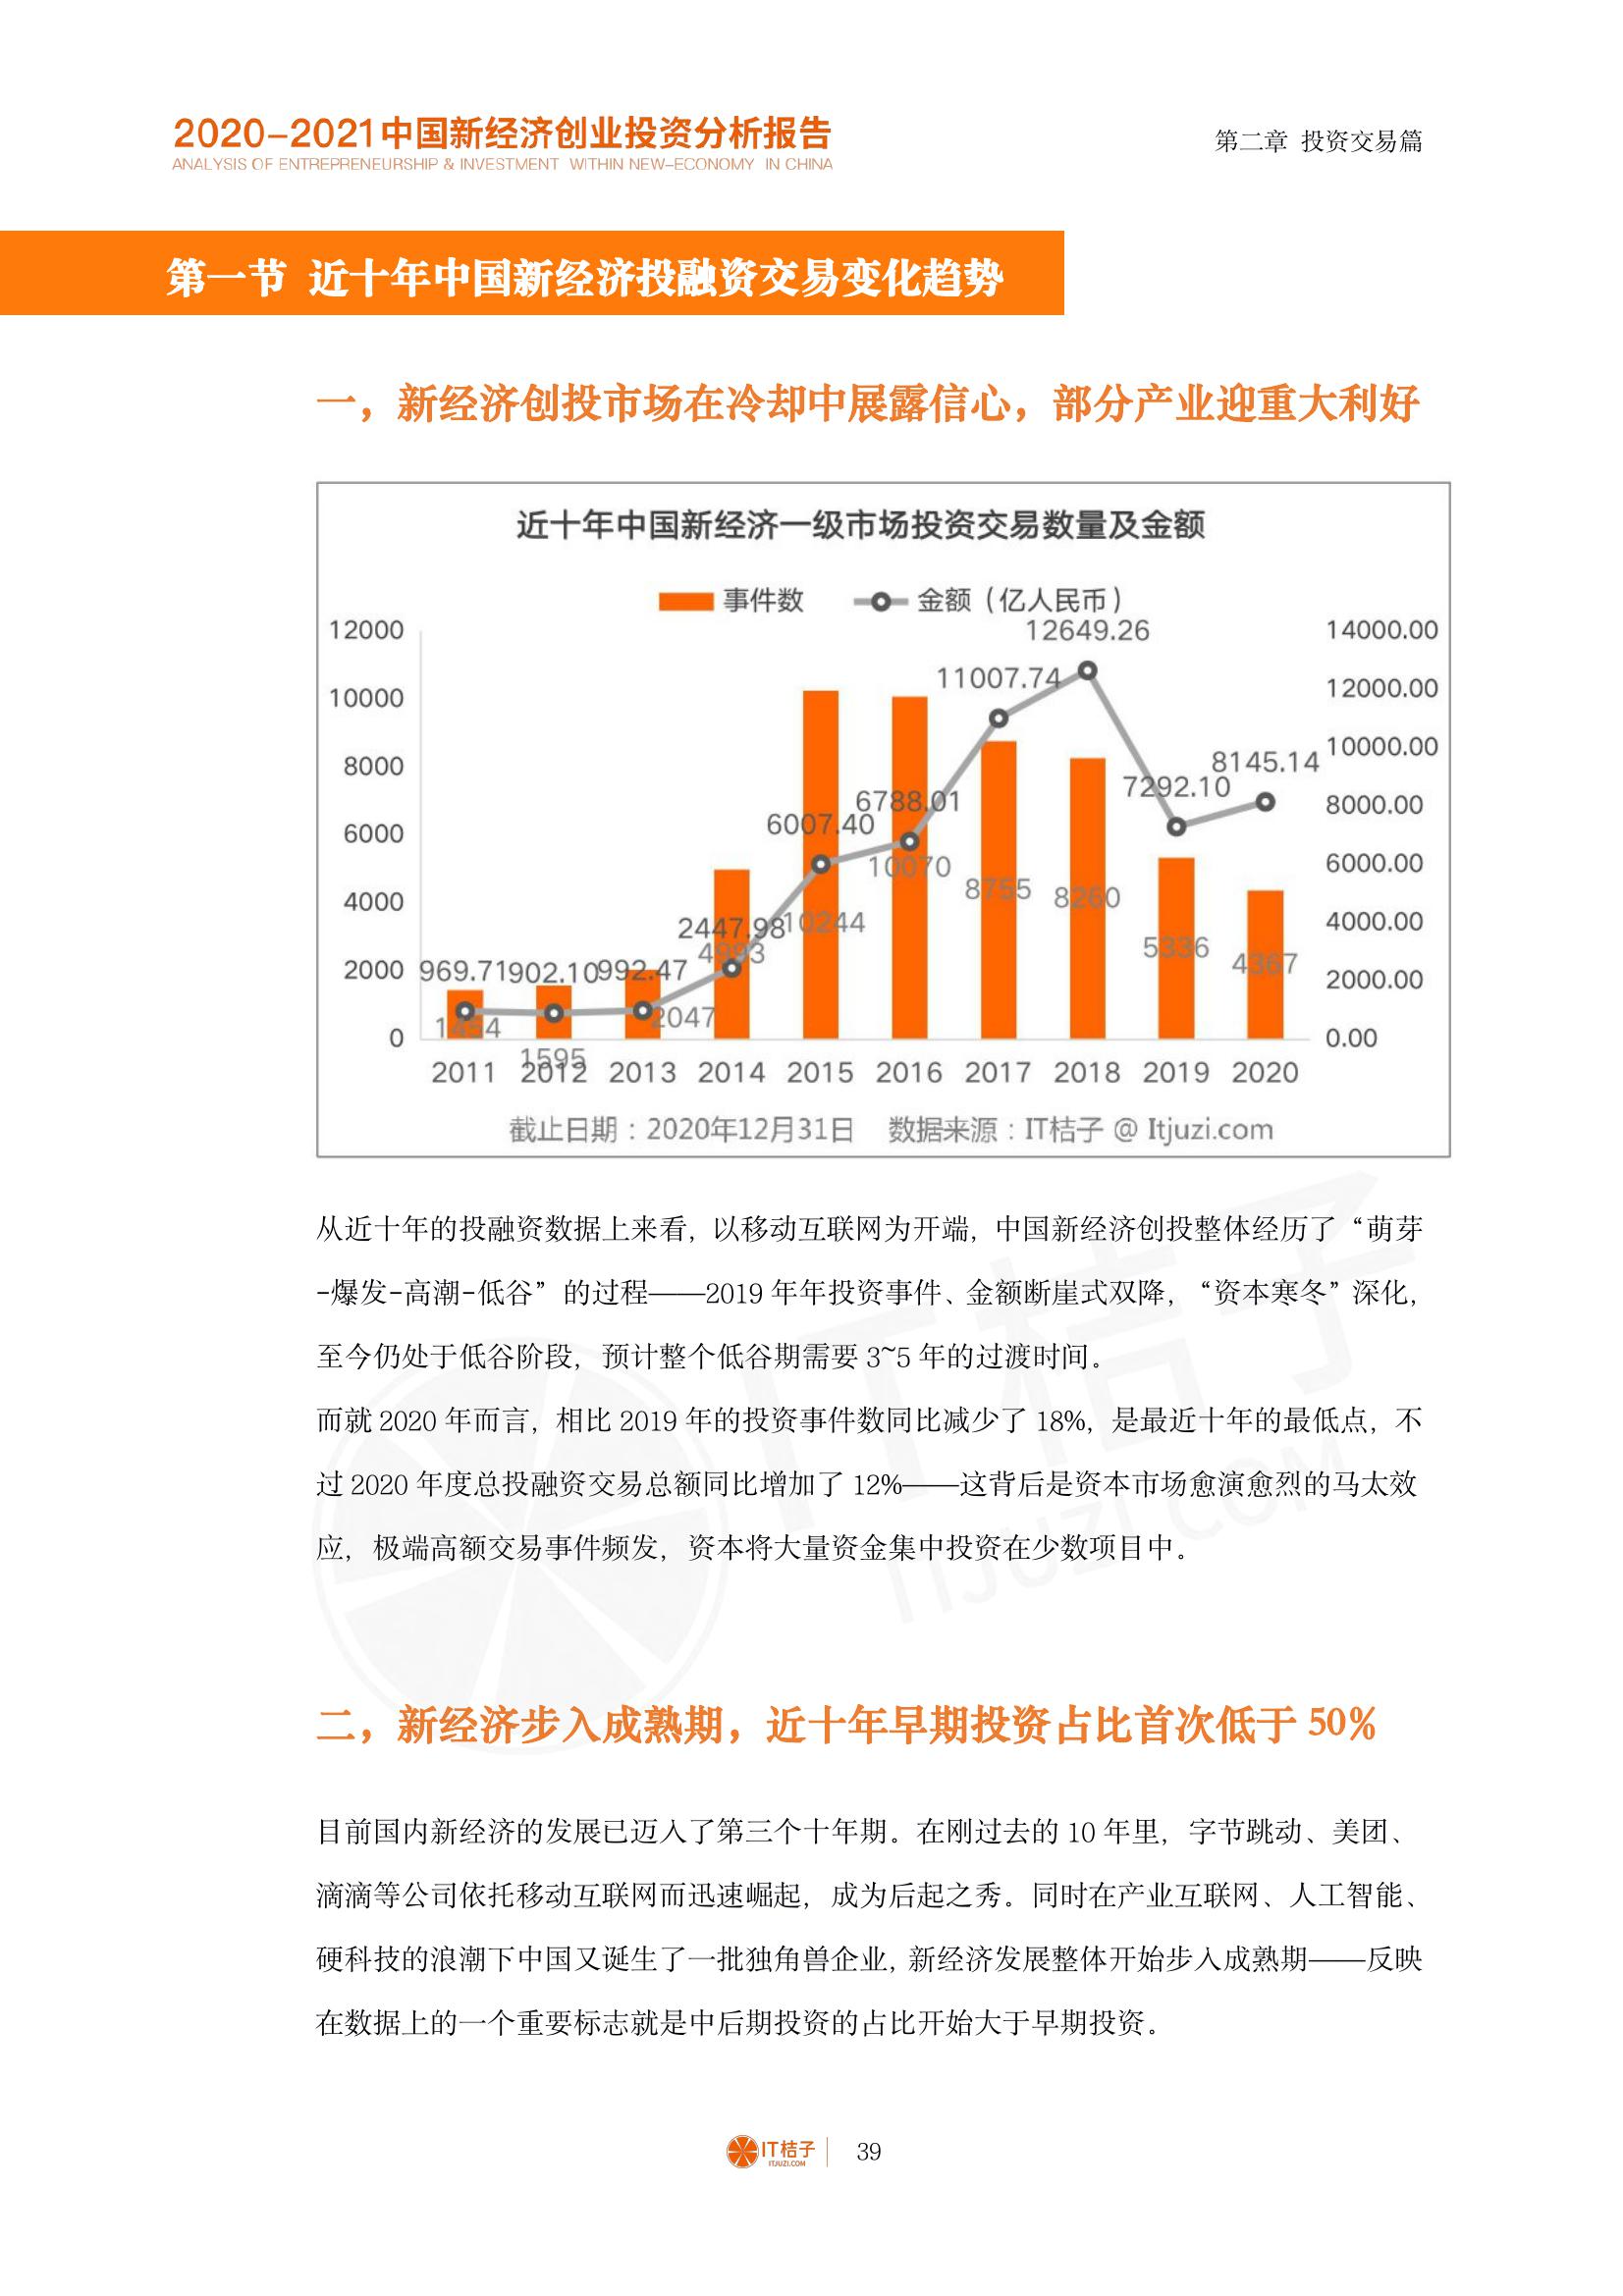 2020-2021中国新经济创业投资分析报告
ANALYSIS OF ENTREPRENEURSHIP & INVESTMENT WITHIN NEW-ECONOMY IN CHINA
第二章 投资交易篇
第一节 近十年中国新经济投融资交易变化趋势
一，新经济创投市场在冷却中展露信心，部分产业迎重大利好
近十年中国新经济一级市场投资交易数量及金额
事件数 金额（亿人民币）
12000 10000 8000 6000 4000 2000 0
14000.00 12000.00 10000.00 8000.00 6000.00 4000.00 2000.00 0.00
969.71 902.10 992.47 2447.98 6007.40 6788.01 11007.74 12649.26 7292.10 8145.14
1454 1595 2047 4993 10244 10070 8755 8260 5336 4367
2011 2012 2013 2014 2015 2016 2017 2018 2019 2020
截止日期：2020年12月31日 数据来源：IT桔子 @ Itjuzi.com
从近十年的投融资数据上来看，以移动互联网为开端，中国新经济创投整体经历了“萌芽
-爆发-高潮-低谷”的过程——2019 年年投资事件、金额断崖式双降，“资本寒冬”深化，
至今仍处于低谷阶段，预计整个低谷期需要 3~5 年的过渡时间。
而就 2020 年而言，相比 2019 年的投资事件数同比减少了 18%，是最近十年的最低点，不
过 2020 年度总投融资交易总额同比增加了 12%——这背后是资本市场愈演愈烈的马太效
应，极端高额交易事件频发，资本将大量资金集中投资在少数项目中。
IT桔子
ITJUZI.COM
二，新经济步入成熟期，近十年早期投资占比首次低于 50%
目前国内新经济的发展已迈入了第三个十年期。在刚过去的 10 年里，字节跳动、美团、
滴滴等公司依托移动互联网而迅速崛起，成为后起之秀。同时在产业互联网、人工智能、
硬科技的浪潮下中国又诞生了一批独角兽企业，新经济发展整体开始步入成熟期——反映
在数据上的一个重要标志就是中后期投资的占比开始大于早期投资。
IT桔子
ITJUZI.COM
39